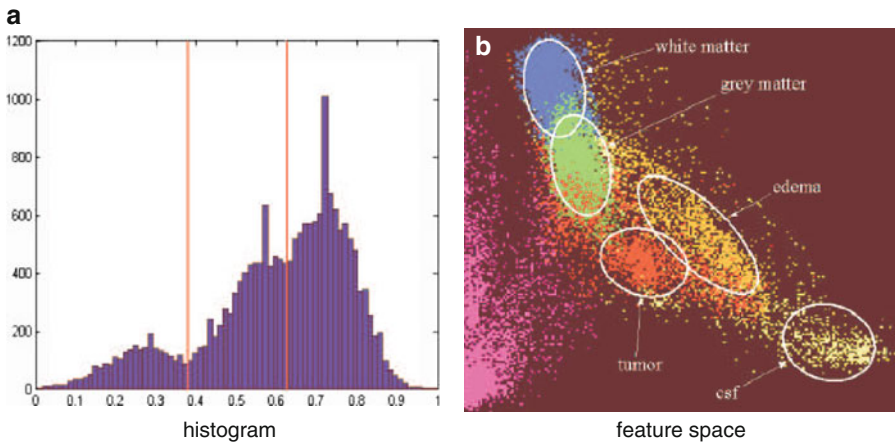 a
1200
1000
800
600
400
200
0
0 0.1 0.2 0.3 0.4 0.5 0.6 0.7 0.8 0.9 1
histogram
b
white matter
grey matter
edema
tumor
csf
feature space